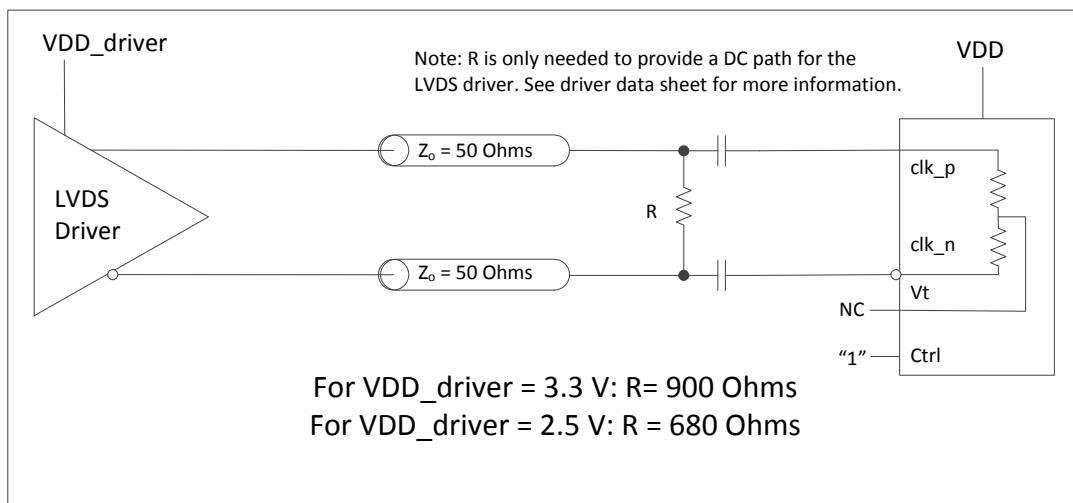 VDD_driver
Note: R is only needed to provide a DC path for the
LVDS driver. See driver data sheet for more information.
VDD
Zo = 50 Ohms
clk_p
LVDS
Driver
R
clk_n
Zo = 50 Ohms
Vt
NC
“1”
Ctrl
For VDD_driver = 3.3 V: R= 900 Ohms
For VDD_driver = 2.5 V: R = 680 Ohms